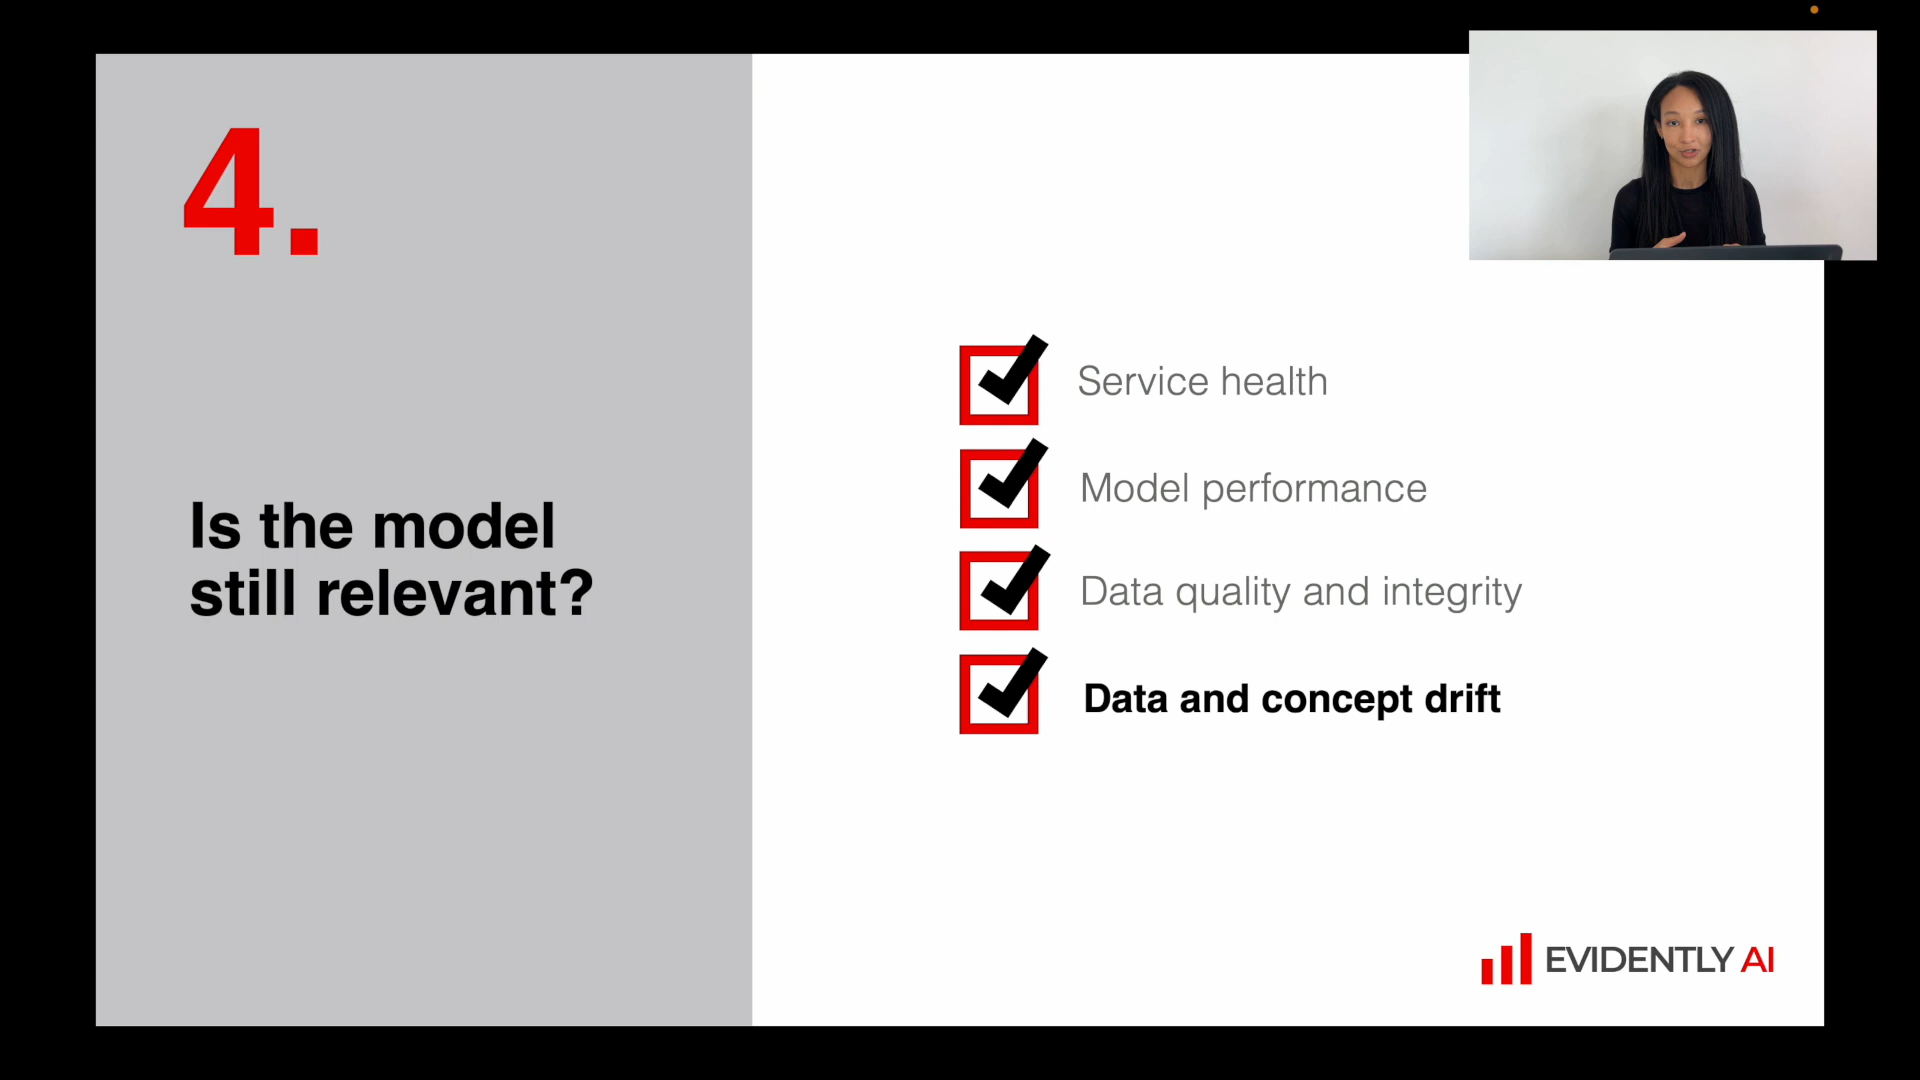 4.
Is the model
still relevant?
Service health
Model performance
Data quality and integrity
Data and concept drift
EVIDENTLY AI